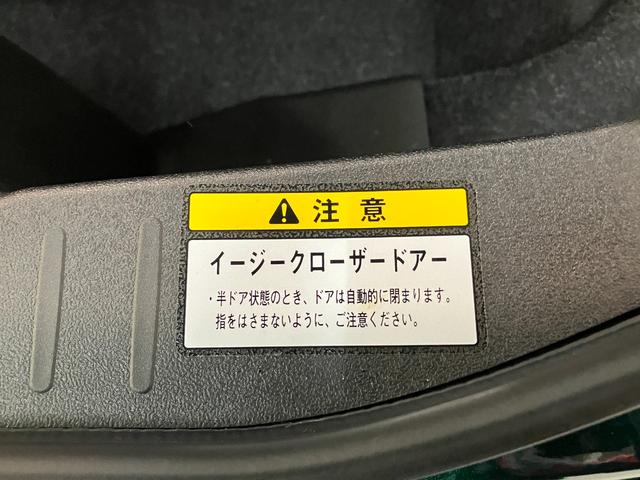 注意
イージークローザードアー
・半ドア状態のとき、ドアは自動的に閉まります。
指をはさまないように、ご注意ください。